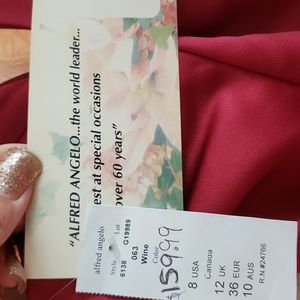 "ALFRED ANGELO...the world leader...
est at special occasions
over 60 years"
alfred angelo
Style Lot
6138 G19989
063
Wine
Color
$159.99
8 USA
Canada
12 UK
36 EUR
10 AUS
R.N #24766